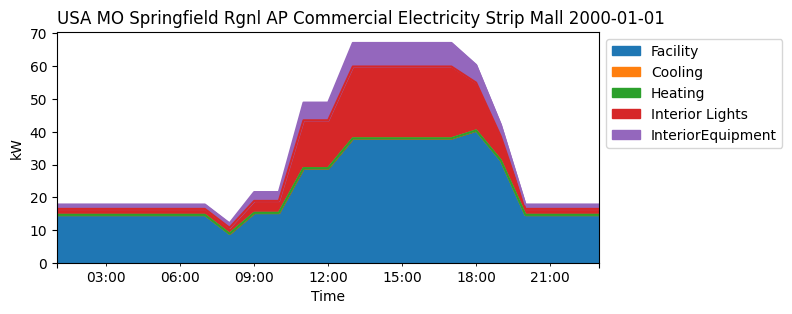 USA MO Springfield Rgnl AP Commercial Electricity Strip Mall 2000-01-01
70
60
50
40
30
20
10
0
kW
03:00 06:00 09:00 12:00 15:00 18:00 21:00
Time
Facility
Cooling
Heating
Interior Lights
InteriorEquipment